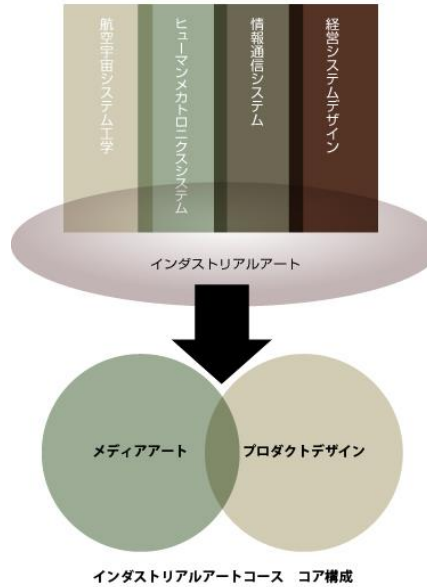 航空宇宙システム工学
ヒューマンメカトロニクスシステム
情報通信システム
経営システムデザイン
インダストリアルアート
メディアアート
プロダクトデザイン
インダストリアルアートコース　コア構成